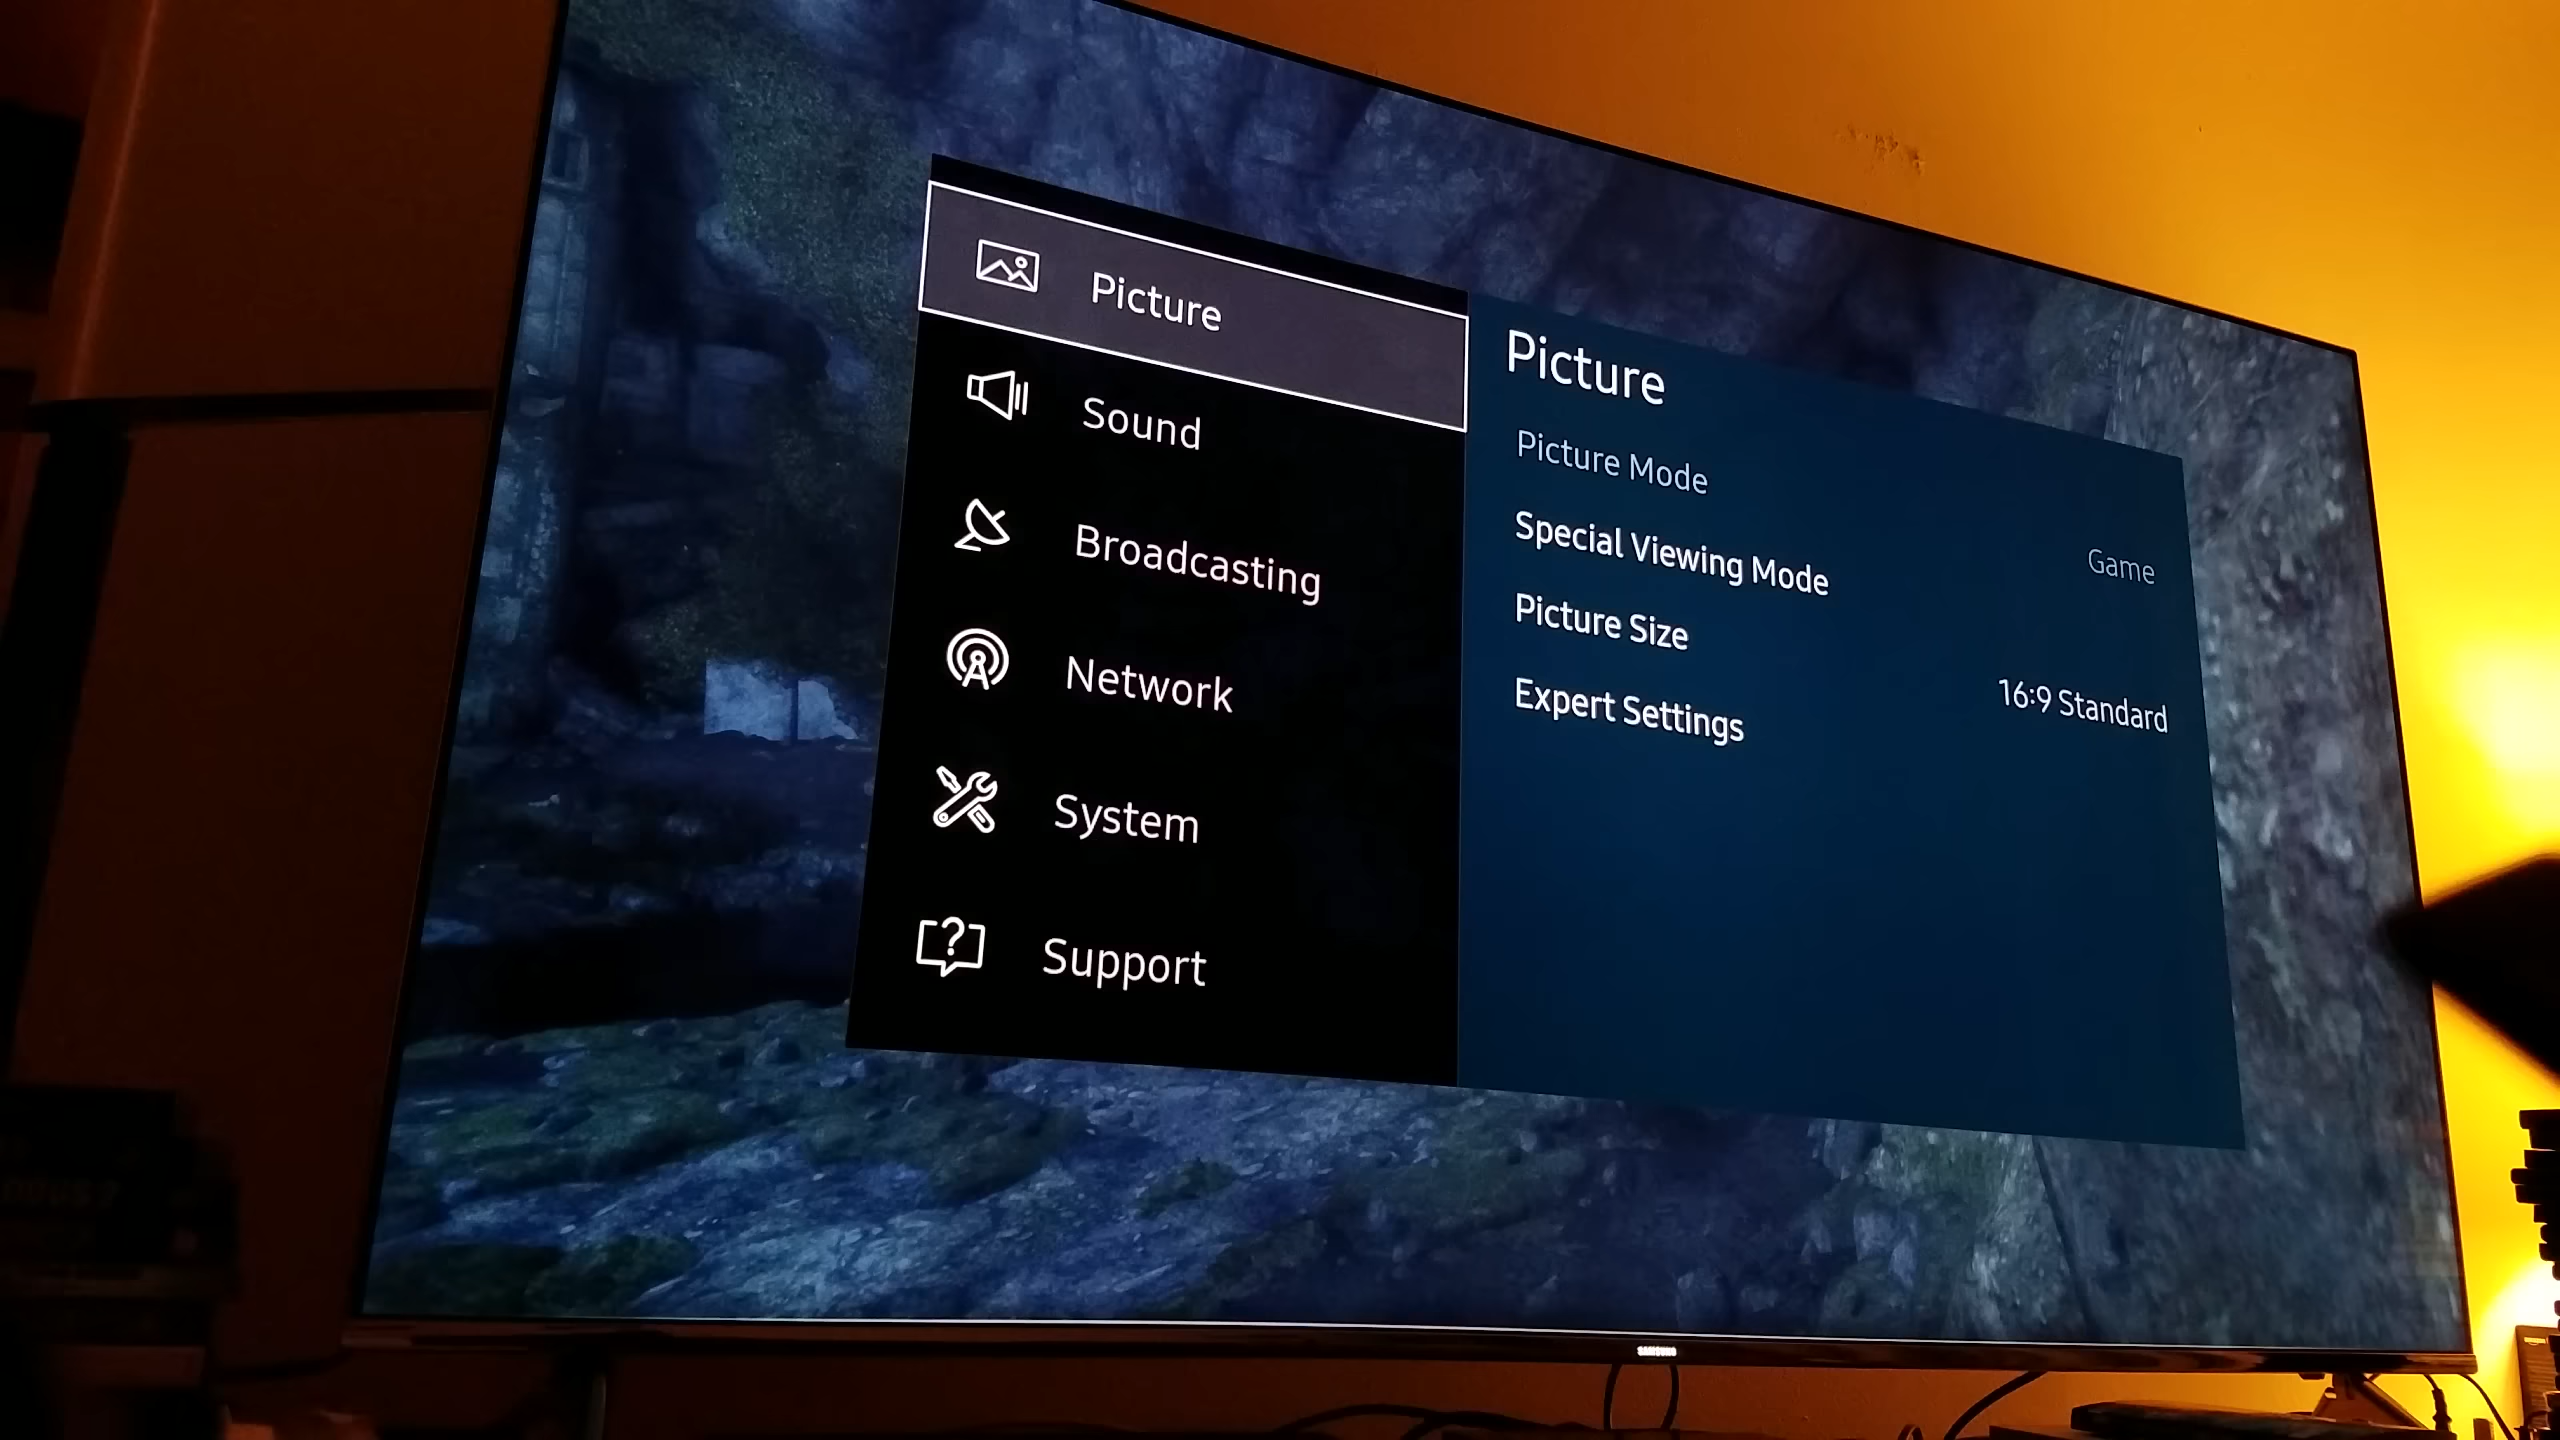 Picture
Sound
Broadcasting
Network
System
Support
Picture
Picture Mode
Game
Special Viewing Mode
Picture Size
16:9 Standard
Expert Settings
SAMSUNG